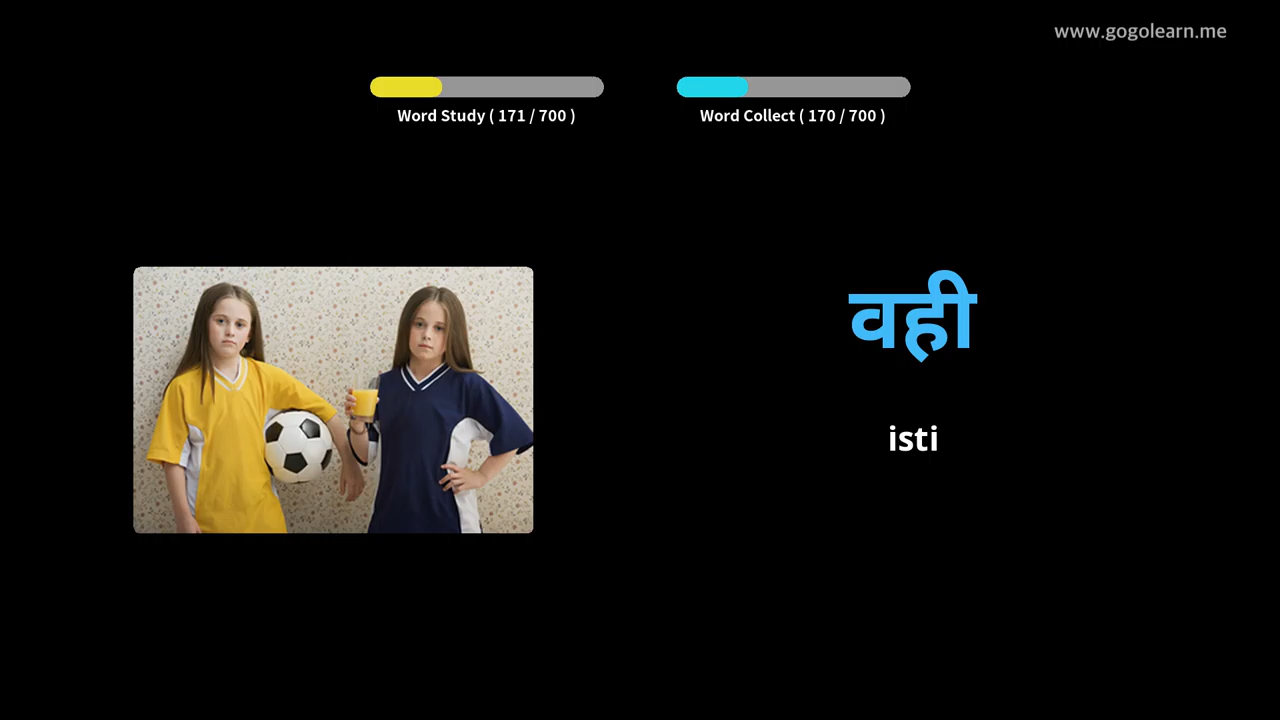 www.gogolearn.me
Word Study ( 171 / 700 )
Word Collect ( 170 / 700 )
वही
isti